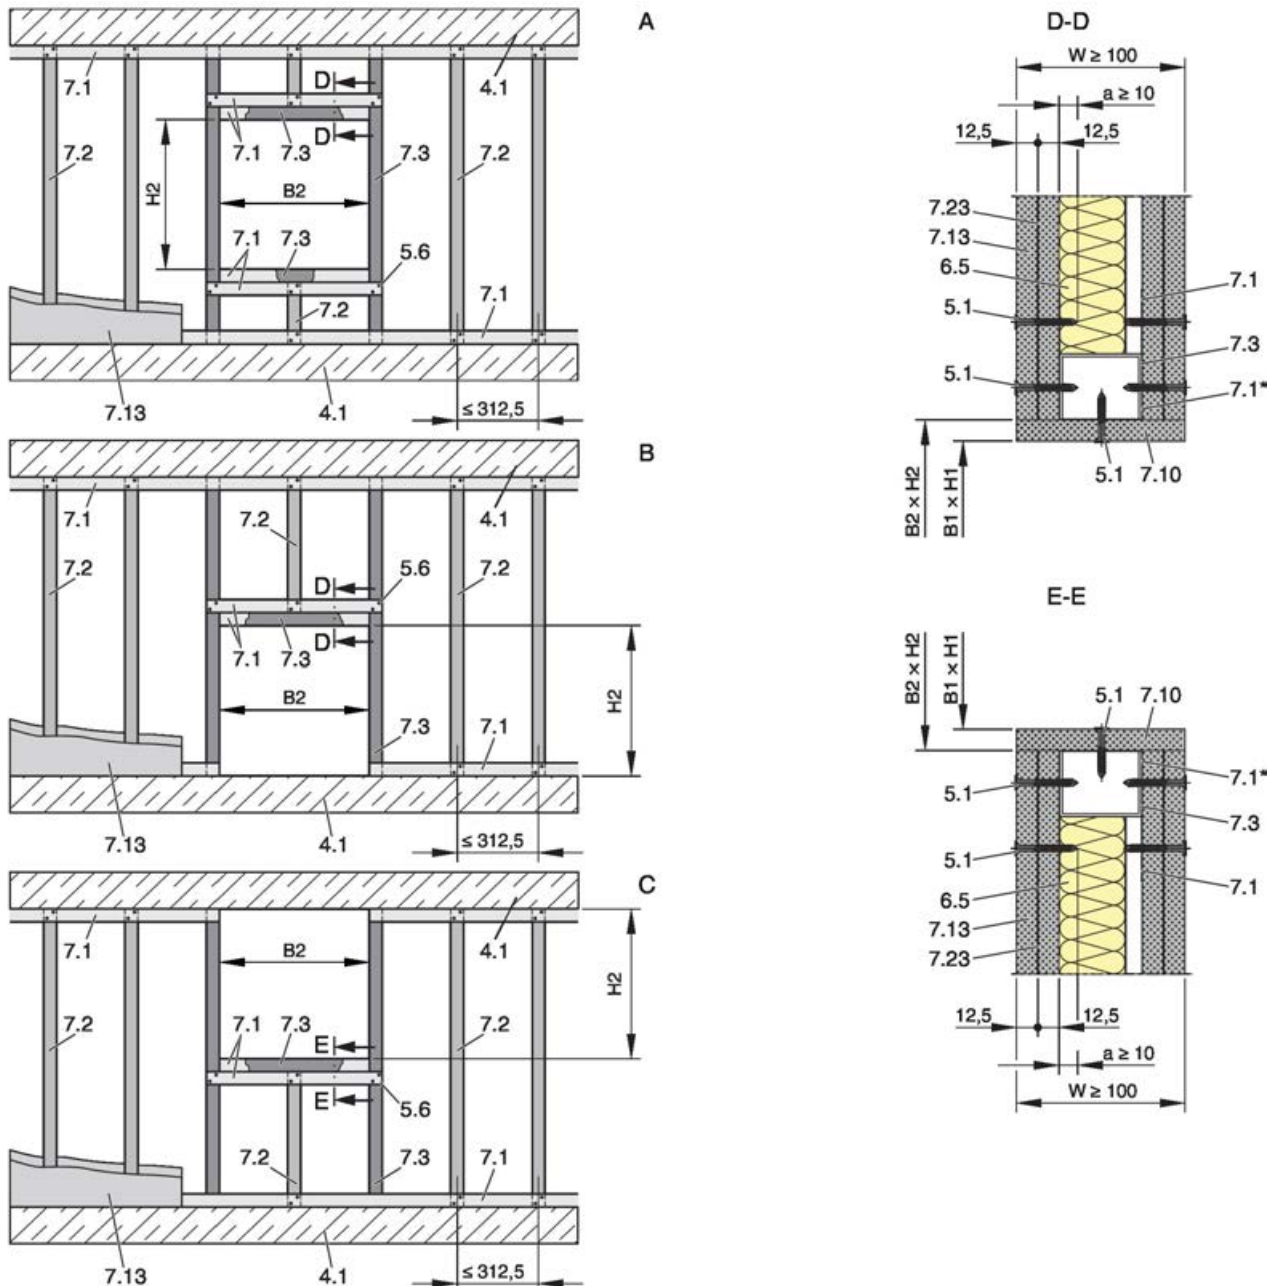 A
7.1
4.1
D
7.1
7.3
D
7.2
7.3
7.2
H2
B2
7.1
7.3
5.6
7.2
7.1
7.13
4.1
≤ 312,5
B
7.1
7.2
4.1
7.2
D
5.6
7.2
7.1
7.3
D
B2
H2
7.3
7.1
7.13
4.1
≤ 312,5
C
7.1
B2
4.1
H2
7.2
7.1
7.3
E
7.2
E
5.6
7.2
7.3
7.1
7.13
4.1
≤ 312,5
D-D
W ≥ 100
a ≥ 10
12,5
12,5
7.23
7.13
6.5
7.1
5.1
7.3
5.1
7.1*
5.1
7.10
B2 × H2
B1 × H1
E-E
B2 × H2
B1 × H1
5.1
7.10
7.1*
5.1
7.3
5.1
7.1
6.5
7.13
7.23
12,5
12,5
a ≥ 10
W ≥ 100